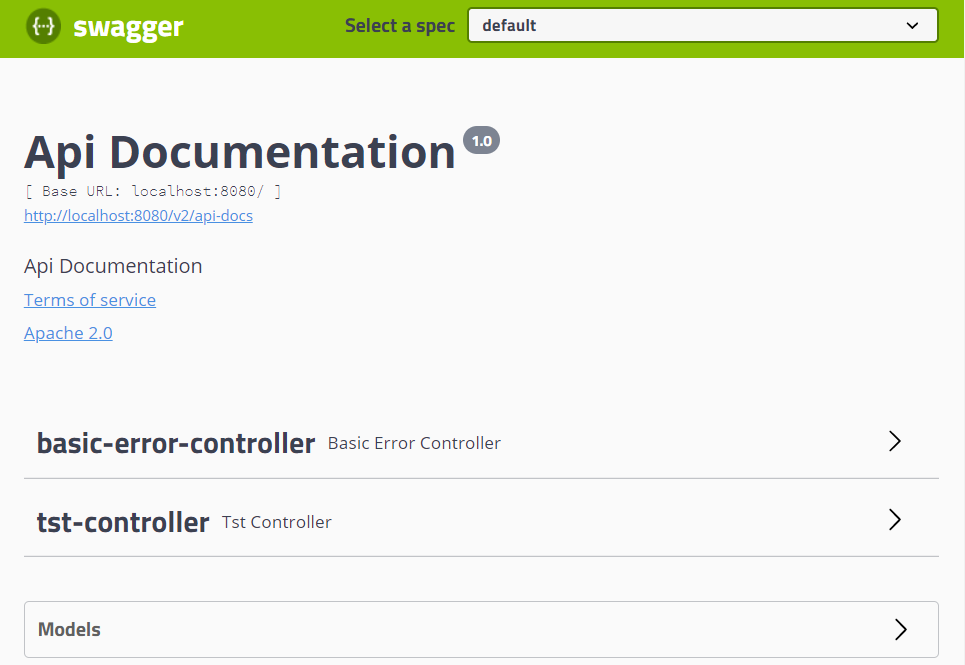 {···} swagger Select a spec default
Api Documentation 1.0
[ Base URL: localhost:8080/ ]
http://localhost:8080/v2/api-docs
Api Documentation
Terms of service
Apache 2.0
basic-error-controller Basic Error Controller
tst-controller Tst Controller
Models